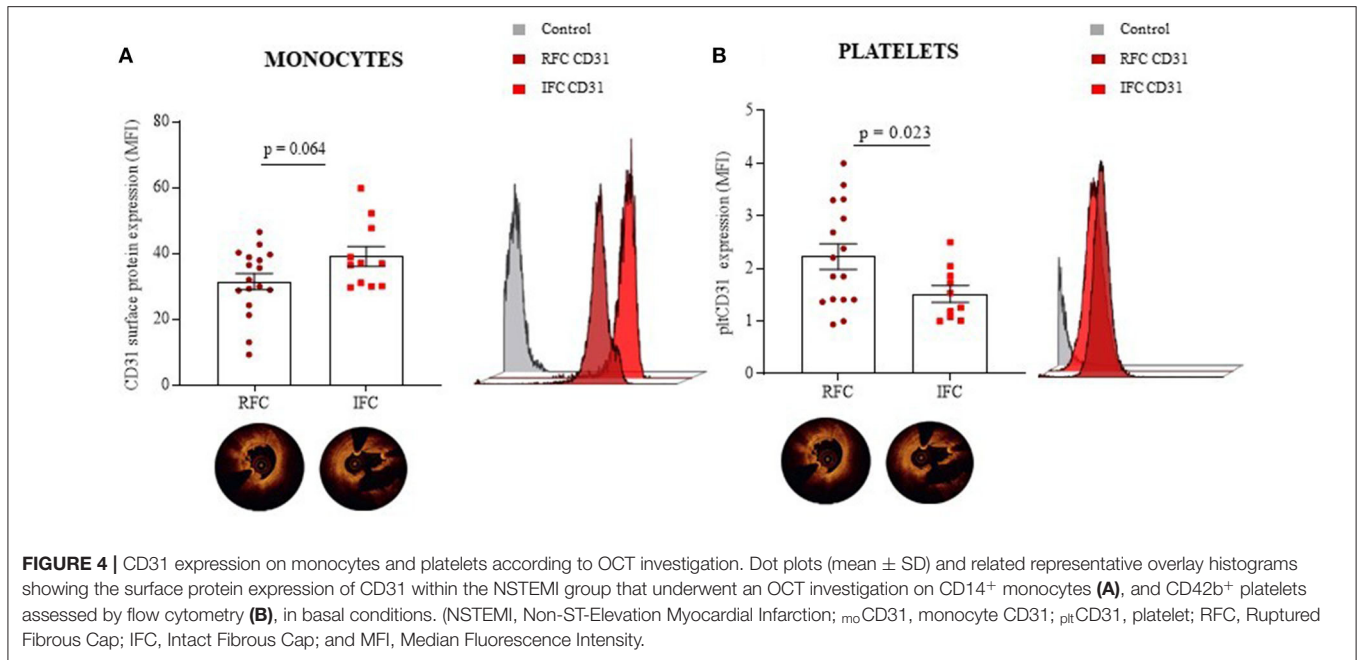 A
MONOCYTES
Control
RFC CD31
IFC CD31
CD31 surface protein expression (MFI)
80
60
40
20
0
p = 0.064
RFC
IFC
B
PLATELETS
Control
RFC CD31
IFC CD31
pltCD31 expression (MFI)
5
4
3
2
1
0
p = 0.023
RFC
IFC
FIGURE 4 | CD31 expression on monocytes and platelets according to OCT investigation. Dot plots (mean ± SD) and related representative overlay histograms
showing the surface protein expression of CD31 within the NSTEMI group that underwent an OCT investigation on CD14+ monocytes (A), and CD42b+ platelets
assessed by flow cytometry (B), in basal conditions. (NSTEMI, Non-ST-Elevation Myocardial Infarction; moCD31, monocyte CD31; pltCD31, platelet; RFC, Ruptured
Fibrous Cap; IFC, Intact Fibrous Cap; and MFI, Median Fluorescence Intensity.